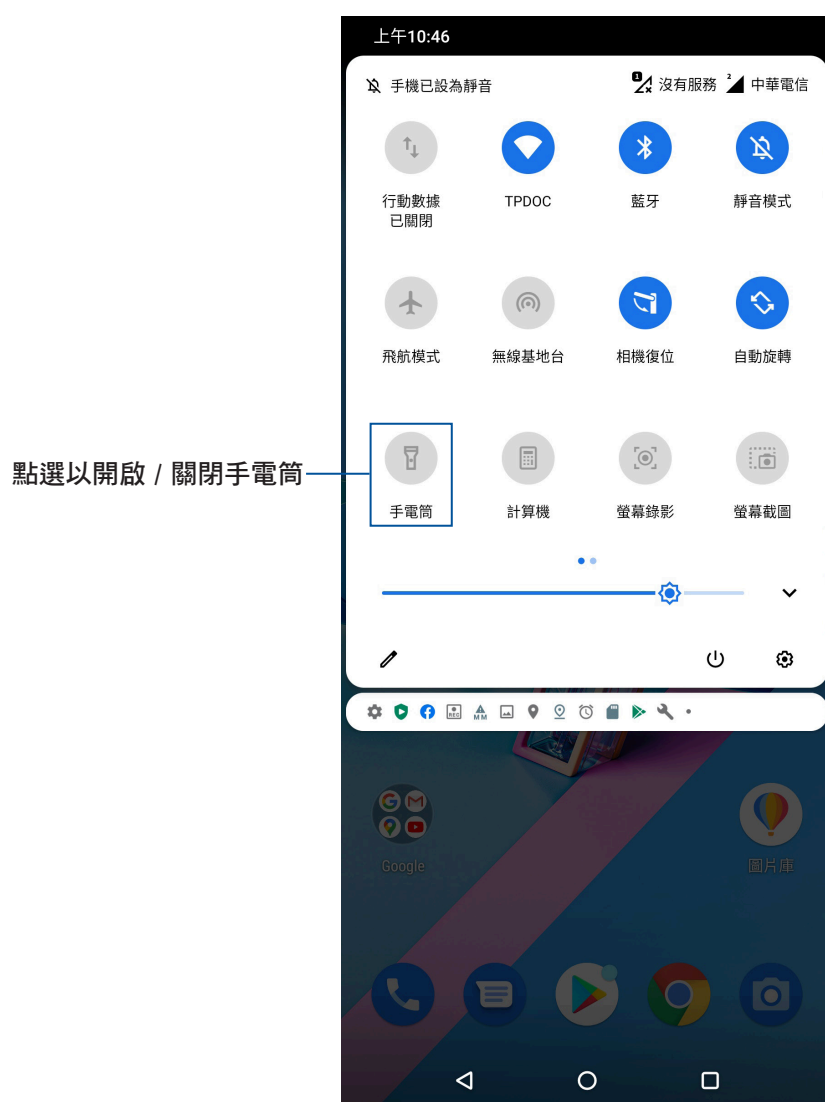 上午10:46
手機已設為靜音
1 沒有服務 2 中華電信
行動數據
已關閉
TPDOC
藍牙
靜音模式
飛航模式
無線基地台
相機復位
自動旋轉
點選以開啟 / 關閉手電筒
手電筒
計算機
螢幕錄影
螢幕截圖
REC
MM
Google
圖片庫